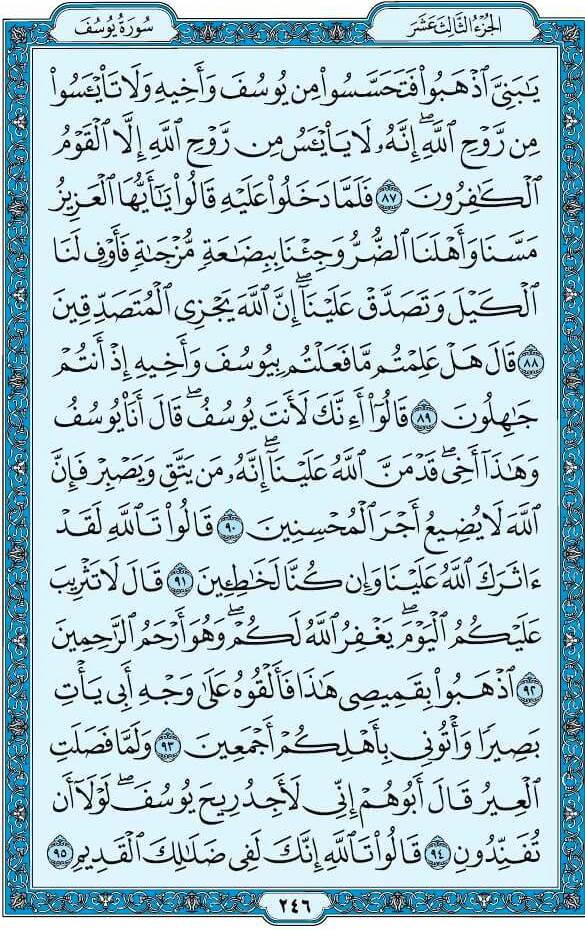 الجزء الثالث عشر
سورة يوسف
يَٰبَنِيَّ ٱذۡهَبُواْ فَتَحَسَّسُواْ مِن يُوسُفَ وَأَخِيهِ وَلَا تَاْيۡـَٔسُواْ
مِن رَّوۡحِ ٱللَّهِۖ إِنَّهُۥ لَا يَاْيۡـَٔسُ مِن رَّوۡحِ ٱللَّهِ إِلَّا ٱلۡقَوۡمُ
ٱلۡكَٰفِرُونَ ٨٧ فَلَمَّا دَخَلُواْ عَلَيۡهِ قَالُواْ يَٰٓأَيُّهَا ٱلۡعَزِيزُ
مَسَّنَا وَأَهۡلَنَا ٱلضُّرُّ وَجِئۡنَا بِبِضَٰعَةٖ مُّزۡجَىٰةٖ فَأَوۡفِ لَنَا
ٱلۡكَيۡلَ وَتَصَدَّقۡ عَلَيۡنَآۖ إِنَّ ٱللَّهَ يَجۡزِي ٱلۡمُتَصَدِّقِينَ
٨٨ قَالَ هَلۡ عَلِمۡتُم مَّا فَعَلۡتُم بِيُوسُفَ وَأَخِيهِ إِذۡ أَنتُمۡ
جَٰهِلُونَ ٨٩ قَالُوٓاْ أَءِنَّكَ لَأَنتَ يُوسُفُۖ قَالَ أَنَا۠ يُوسُفُ
وَهَٰذَآ أَخِيۖ قَدۡ مَنَّ ٱللَّهُ عَلَيۡنَآۖ إِنَّهُۥ مَن يَتَّقِ وَيَصۡبِرۡ فَإِنَّ
ٱللَّهَ لَا يُضِيعُ أَجۡرَ ٱلۡمُحۡسِنِينَ ٩٠ قَالُواْ تَٱللَّهِ لَقَدۡ
ءَاثَرَكَ ٱللَّهُ عَلَيۡنَا وَإِن كُنَّا لَخَٰطِـِٔينَ ٩١ قَالَ لَا تَثۡرِيبَ
عَلَيۡكُمُ ٱلۡيَوۡمَۖ يَغۡفِرُ ٱللَّهُ لَكُمۡۖ وَهُوَ أَرۡحَمُ ٱلرَّٰحِمِينَ
٩٢ ٱذۡهَبُواْ بِقَمِيصِي هَٰذَا فَأَلۡقُوهُ عَلَىٰ وَجۡهِ أَبِي يَأۡتِ
بَصِيرٗا وَأۡتُونِي بِأَهۡلِكُمۡ أَجۡمَعِينَ ٩٣ وَلَمَّا فَصَلَتِ
ٱلۡعِيرُ قَالَ أَبُوهُمۡ إِنِّي لَأَجِدُ رِيحَ يُوسُفَۖ لَوۡلَآ أَن
تُفَنِّدُونِ ٩٤ قَالُواْ تَٱللَّهِ إِنَّكَ لَفِي ضَلَٰلِكَ ٱلۡقَدِيمِ ٩٥
٢٤٦